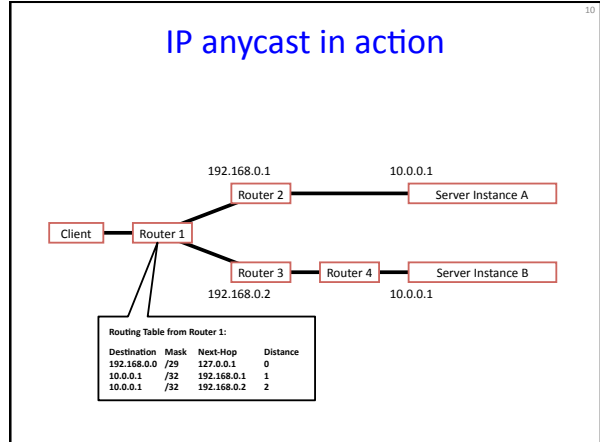 10
IP anycast in action
192.168.0.1 10.0.0.1
Router 2 Server Instance A
Client Router 1
Router 3 Router 4 Server Instance B
192.168.0.2 10.0.0.1
Routing Table from Router 1:
Destination Mask Next-Hop Distance
192.168.0.0 /29 127.0.0.1 0
10.0.0.1 /32 192.168.0.1 1
10.0.0.1 /32 192.168.0.2 2